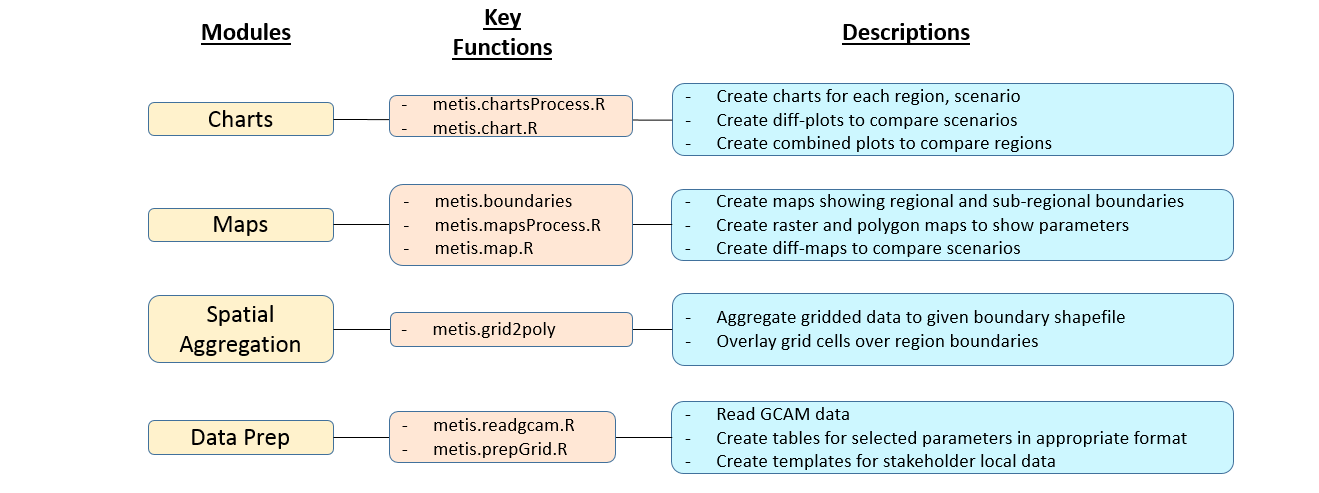 Modules
Key
Functions
Descriptions
Charts
- metis.chartsProcess.R
- metis.chart.R
- Create charts for each region, scenario
- Create diff-plots to compare scenarios
- Create combined plots to compare regions
Maps
- metis.boundaries
- metis.mapsProcess.R
- metis.map.R
- Create maps showing regional and sub-regional boundaries
- Create raster and polygon maps to show parameters
- Create diff-maps to compare scenarios
Spatial
Aggregation
- metis.grid2poly
- Aggregate gridded data to given boundary shapefile
- Overlay grid cells over region boundaries
Data Prep
- metis.readgcam.R
- metis.prepGrid.R
- Read GCAM data
- Create tables for selected parameters in appropriate format
- Create templates for stakeholder local data